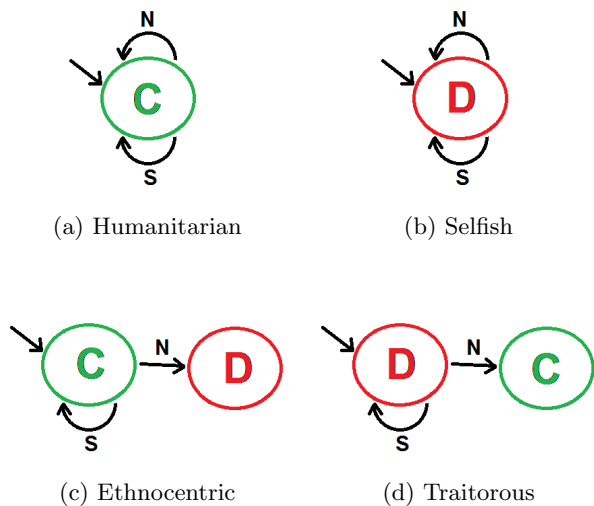 N N
C D
S S
(a) Humanitarian (b) Selfish
N N
C D D C
S S
(c) Ethnocentric (d) Traitorous